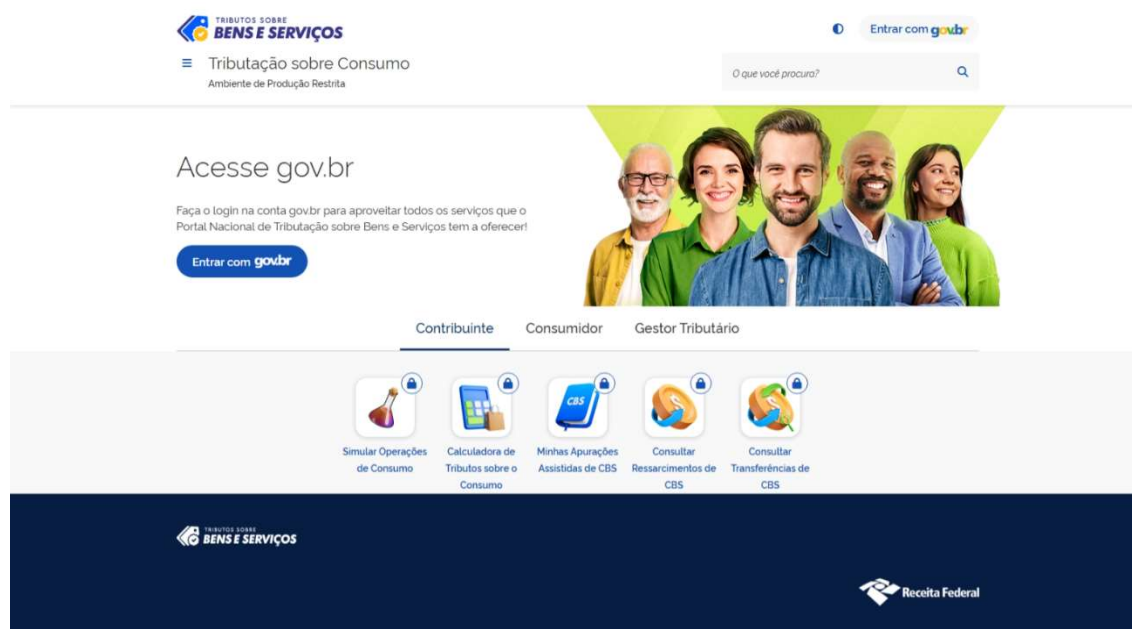 TRIBUTOS SOBRE
BENS E SERVIÇOS
Entrar com gov.br
Tributação sobre Consumo
Ambiente de Produção Restrita
O que você procura?
Acesse gov.br
Faça o login na conta gov.br para aproveitar todos os serviços que o
Portal Nacional de Tributação sobre Bens e Serviços tem a oferecer!
Entrar com gov.br
Contribuinte
Consumidor
Gestor Tributário
CBS
Simular Operações
de Consumo
Calculadora de
Tributos sobre o
Consumo
Minhas Apurações
Assistidas de CBS
Consultar
Ressarcimentos de
CBS
Consultar
Transferências de
CBS
TRIBUTOS SOBRE
BENS E SERVIÇOS
Receita Federal